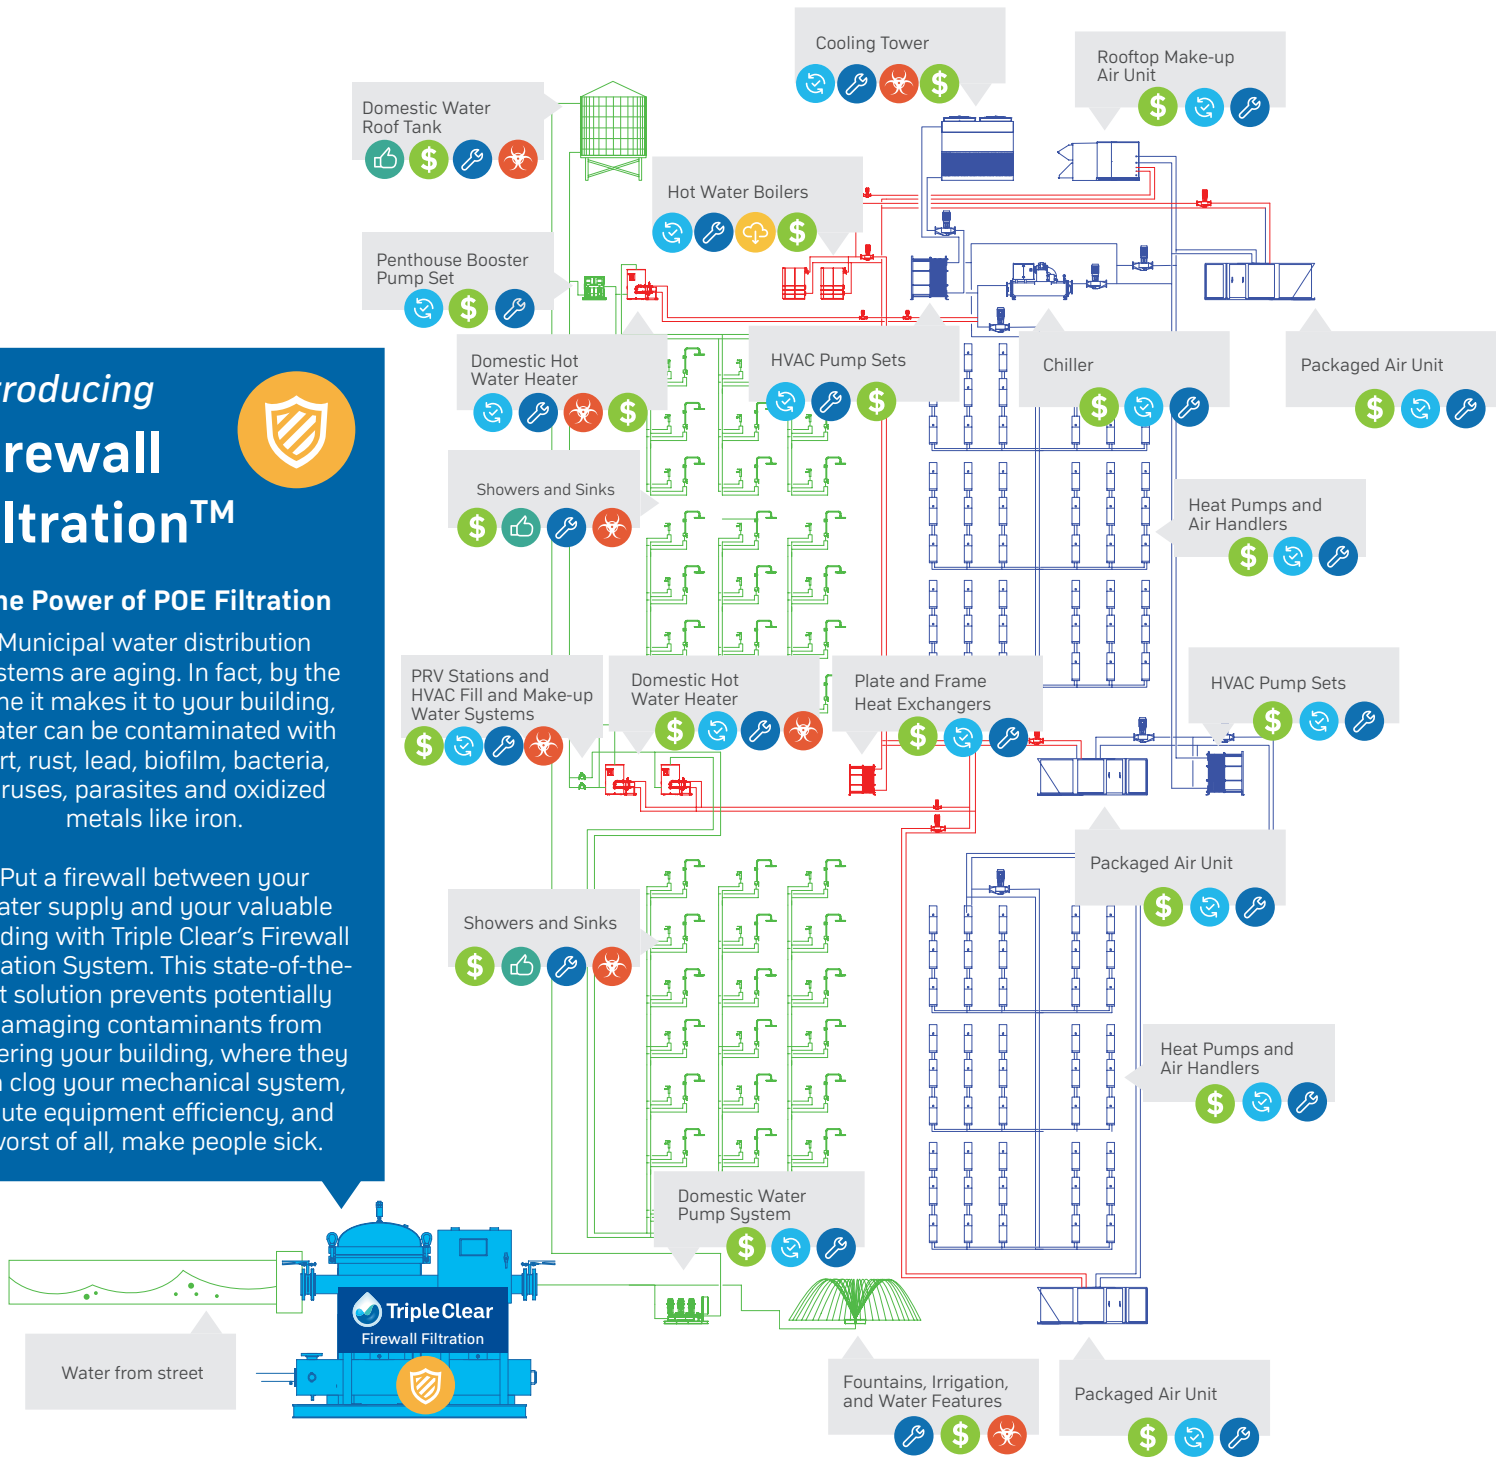 Cooling Tower
Rooftop Make-up
Air Unit
Domestic Water
Roof Tank
Hot Water Boilers
Penthouse Booster
Pump Set
Domestic Hot
Water Heater
HVAC Pump Sets
Chiller
Packaged Air Unit
Showers and Sinks
Heat Pumps and
Air Handlers
PRV Stations and
HVAC Fill and Make-up
Water Systems
Domestic Hot
Water Heater
Plate and Frame
Heat Exchangers
HVAC Pump Sets
Packaged Air Unit
Showers and Sinks
Heat Pumps and
Air Handlers
Domestic Water
Pump System
Fountains, Irrigation,
and Water Features
Packaged Air Unit
troducing
rewall
ltration™
ne Power of POE Filtration
Municipal water distribution
stems are aging. In fact, by the
ne it makes it to your building,
ater can be contaminated with
rt, rust, lead, biofilm, bacteria,
ruses, parasites and oxidized
metals like iron.
Put a firewall between your
ater supply and your valuable
ding with Triple Clear's Firewall
ration System. This state-of-the-
t solution prevents potentially
amaging contaminants from
ering your building, where they
n clog your mechanical system,
ute equipment efficiency, and
vorst of all, make people sick.
TripleClear
Firewall Filtration
Water from street